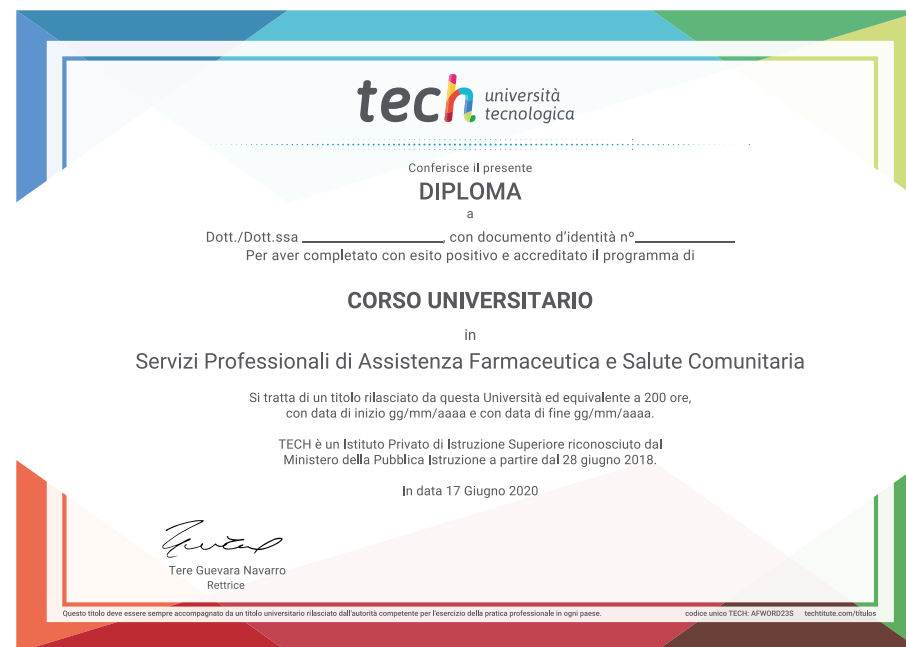 tech università
tecnologica
Conferisce il presente
DIPLOMA
a
Dott./Dott.ssa ____________________, con documento d'identità nº______________
Per aver completato con esito positivo e accreditato il programma di
CORSO UNIVERSITARIO
in
Servizi Professionali di Assistenza Farmaceutica e Salute Comunitaria
Si tratta di un titolo rilasciato da questa Università ed equivalente a 200 ore,
con data di inizio gg/mm/aaaa e con data di fine gg/mm/aaaa.
TECH è un Istituto Privato di Istruzione Superiore riconosciuto dal
Ministero della Pubblica Istruzione a partire dal 28 giugno 2018.
In data 17 Giugno 2020
Tere Guevara Navarro
Rettrice
Questo titolo deve essere sempre accompagnato da un titolo universitario rilasciato dall'autorità competente per l'esercizio della pratica professionale in ogni paese. codice unico TECH: AFWORD23S techtitute.com/titulos